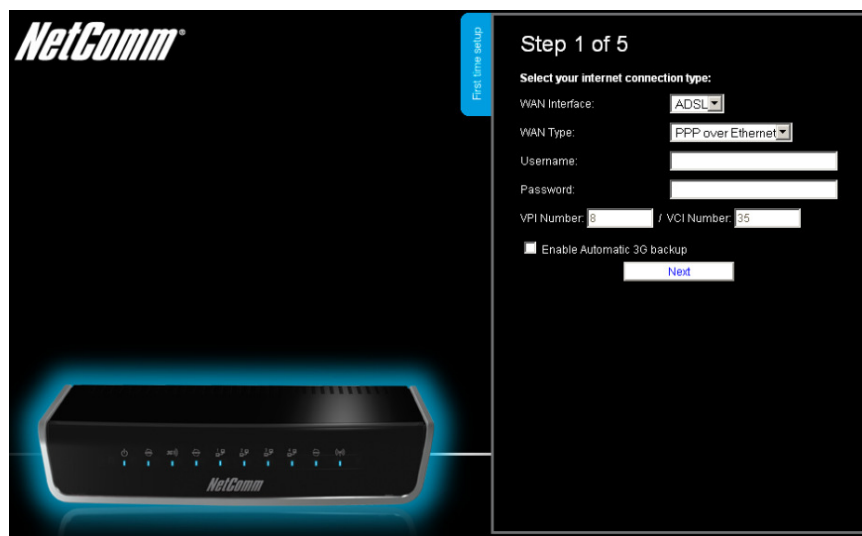 NetComm®
First time setup
Step 1 of 5
Select your internet connection type:
WAN Interface: ADSL
WAN Type: PPP over Ethernet
Username:
Password:
VPI Number: 8 / VCI Number: 35
Enable Automatic 3G backup
Next
NetComm